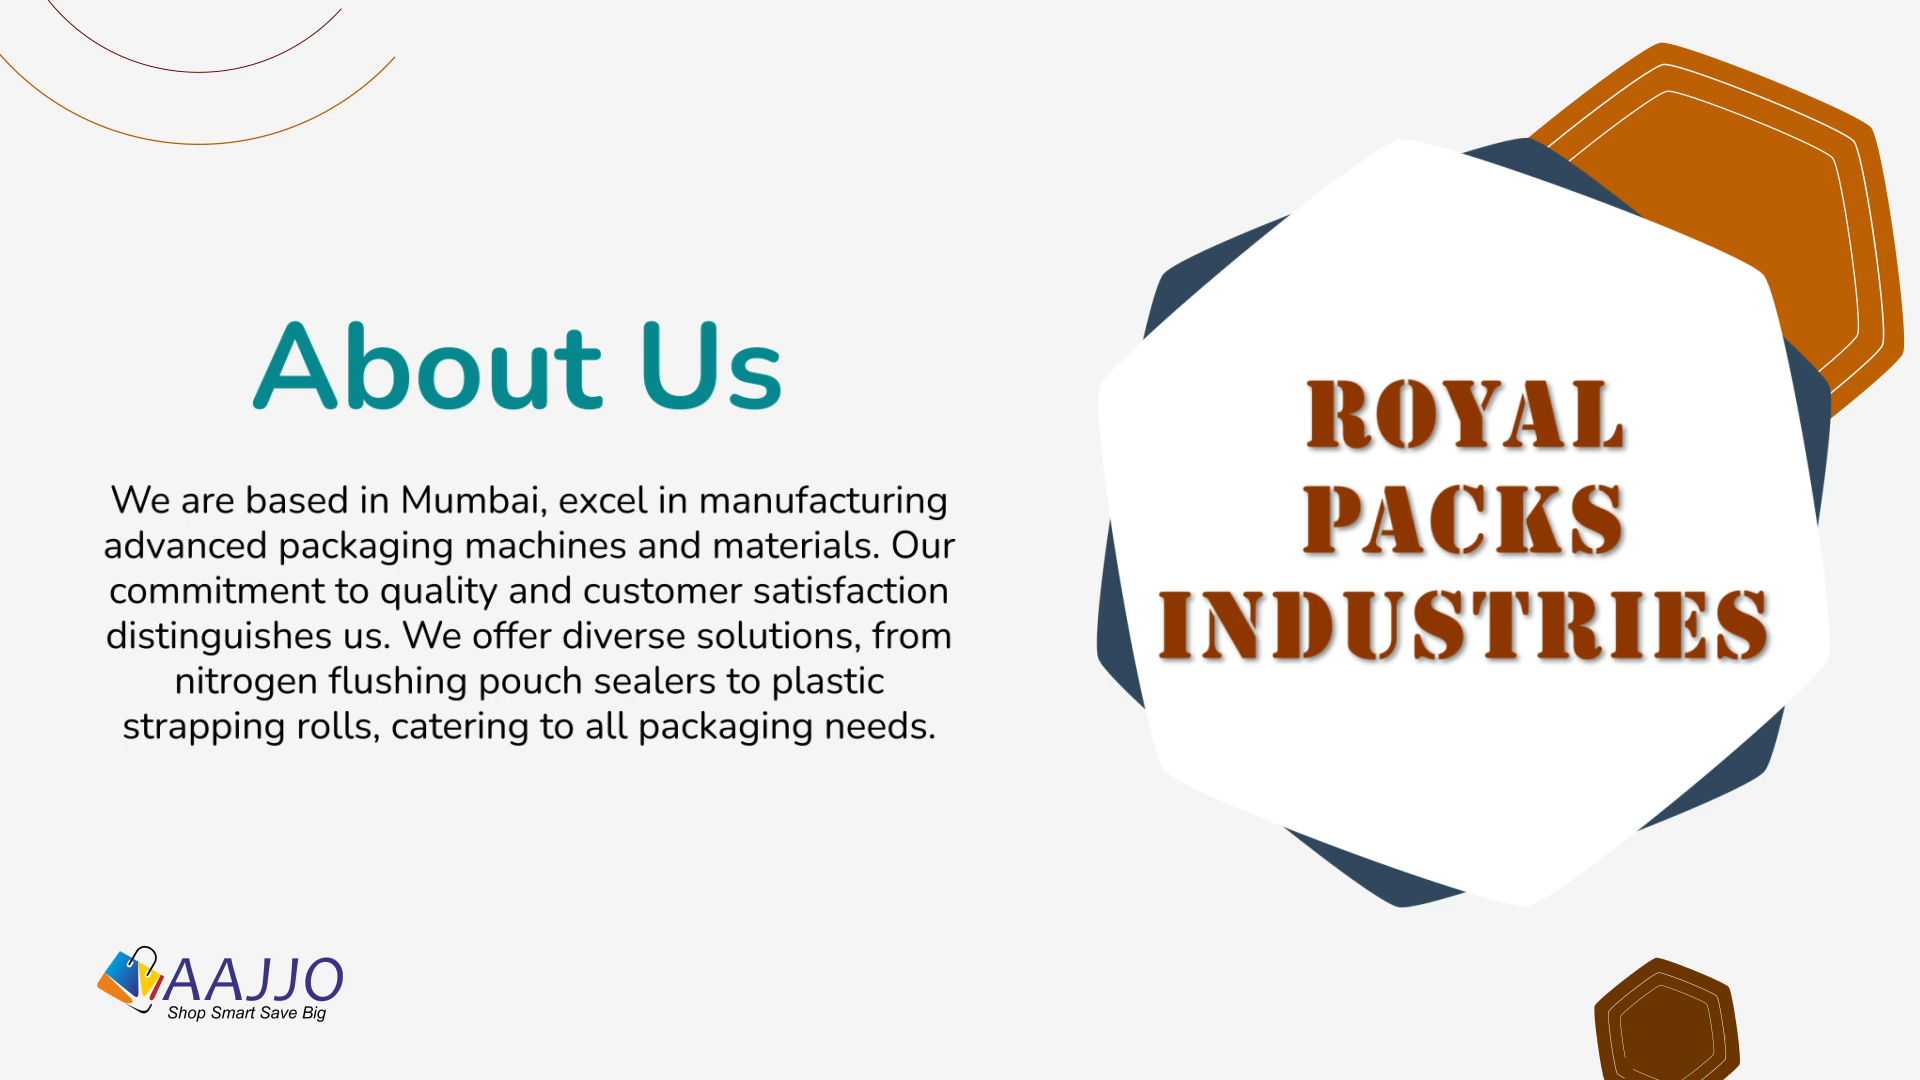 About Us
We are based in Mumbai, excel in manufacturing
advanced packaging machines and materials. Our
commitment to quality and customer satisfaction
distinguishes us. We offer diverse solutions, from
nitrogen flushing pouch sealers to plastic
strapping rolls, catering to all packaging needs.
ROYAL
PACKS
INDUSTRIES
AAJJO
Shop Smart Save Big